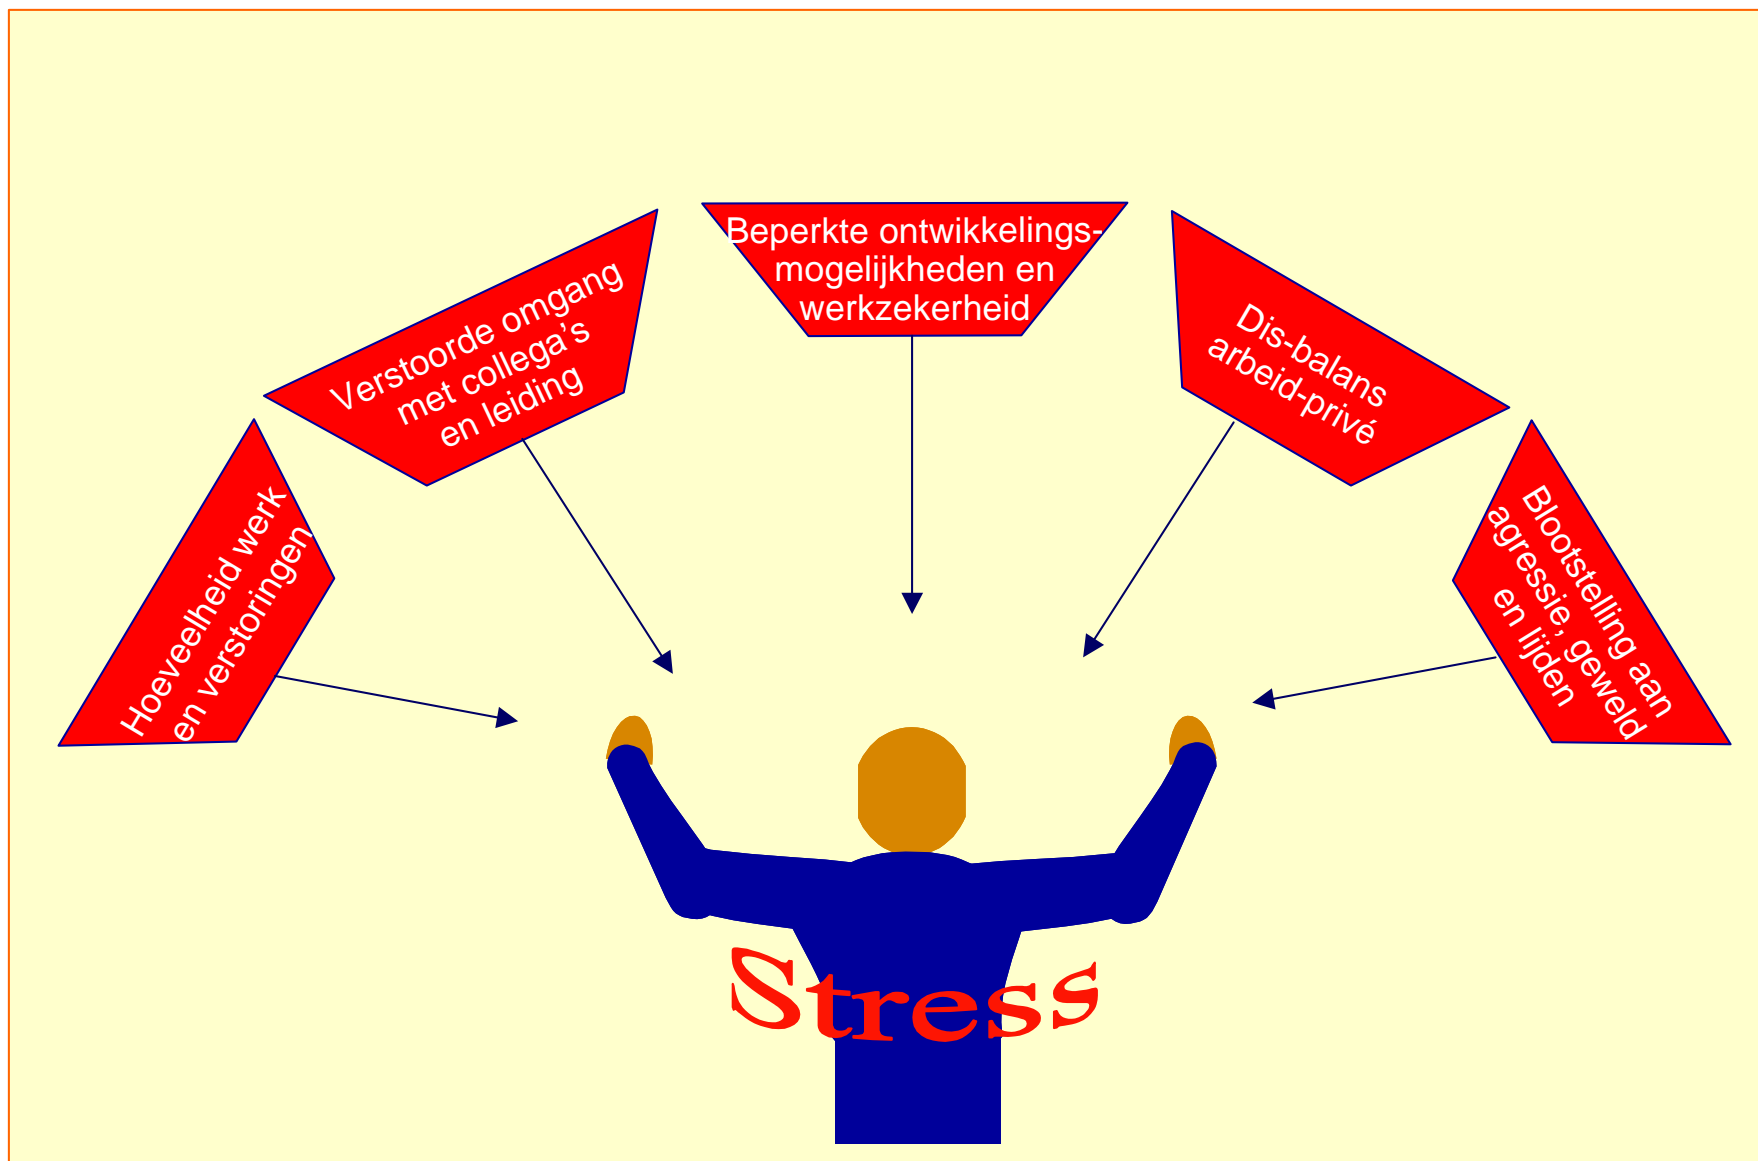 Hoeveelheid werk
en verstoringen
Verstoorde omgang
met collega’s
en leiding
Beperkte ontwikkelings-
mogelijkheden en
werkzekerheid
Dis-balans
arbeid-privé
Blootstelling aan
agressie, geweld
en lijden
Stress